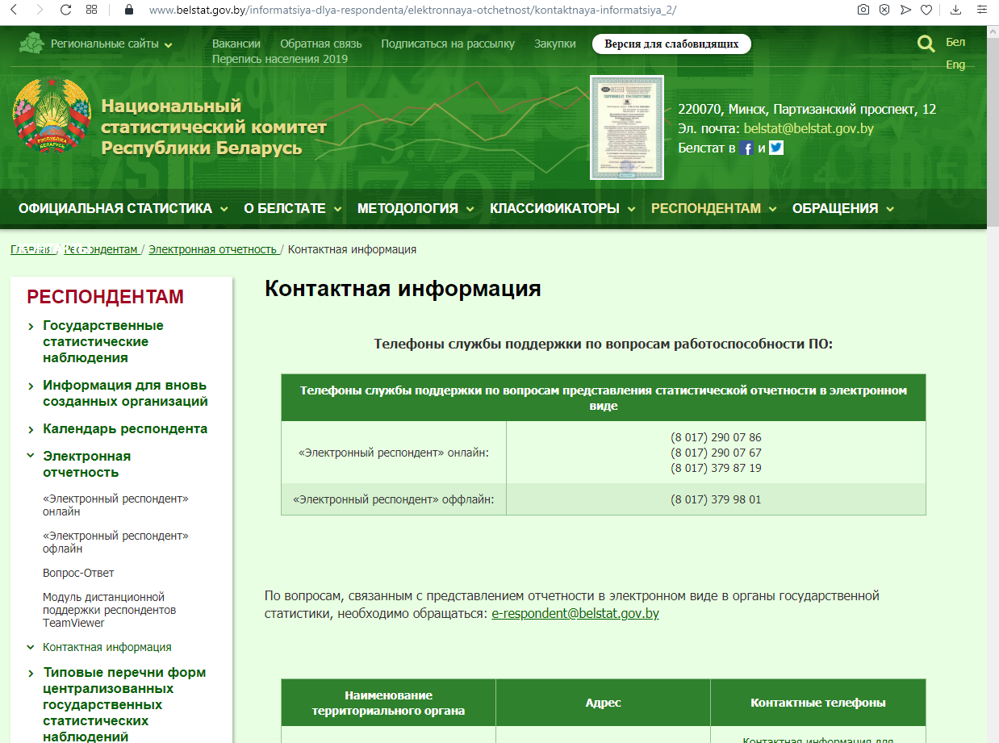 www.belstat.gov.by/informatsiya-dlya-respondenta/elektronnaya-otchetnost/kontaktnaya-informatsiya_2/
Региональные сайты
Вакансии Обратная связь Подписаться на рассылку Закупки
Перепись населения 2019
Версия для слабовидящих
Бел
Eng
Национальный
статистический комитет
Республики Беларусь
220070, Минск, Партизанский проспект, 12
Эл. почта: belstat@belstat.gov.by
Белстат в и
ОФИЦИАЛЬНАЯ СТАТИСТИКА О БЕЛСТАТЕ МЕТОДОЛОГИЯ КЛАССИФИКАТОРЫ РЕСПОНДЕНТАМ ОБРАЩЕНИЯ
Главная / Респондентам / Электронная отчетность / Контактная информация
РЕСПОНДЕНТАМ
Государственные
статистические
наблюдения
Информация для вновь
созданных организаций
Календарь респондента
Электронная
отчетность
«Электронный респондент»
онлайн
«Электронный респондент»
офлайн
Вопрос-Ответ
Модуль дистанционной
поддержки респондентов
TeamViewer
Контактная информация
Типовые перечни форм
централизованных
государственных
статистических
наблюдений
Контактная информация
Телефоны службы поддержки по вопросам работоспособности ПО:
Телефоны службы поддержки по вопросам представления статистической отчетности в электронном
виде
«Электронный респондент» онлайн:
(8 017) 290 07 86
(8 017) 290 07 67
(8 017) 379 87 19
«Электронный респондент» оффлайн:
(8 017) 379 98 01
По вопросам, связанным с представлением отчетности в электронном виде в органы государственной
статистики, необходимо обращаться: e-respondent@belstat.gov.by
Наименование
территориального органа
Адрес
Контактные телефоны
Контактная информация для